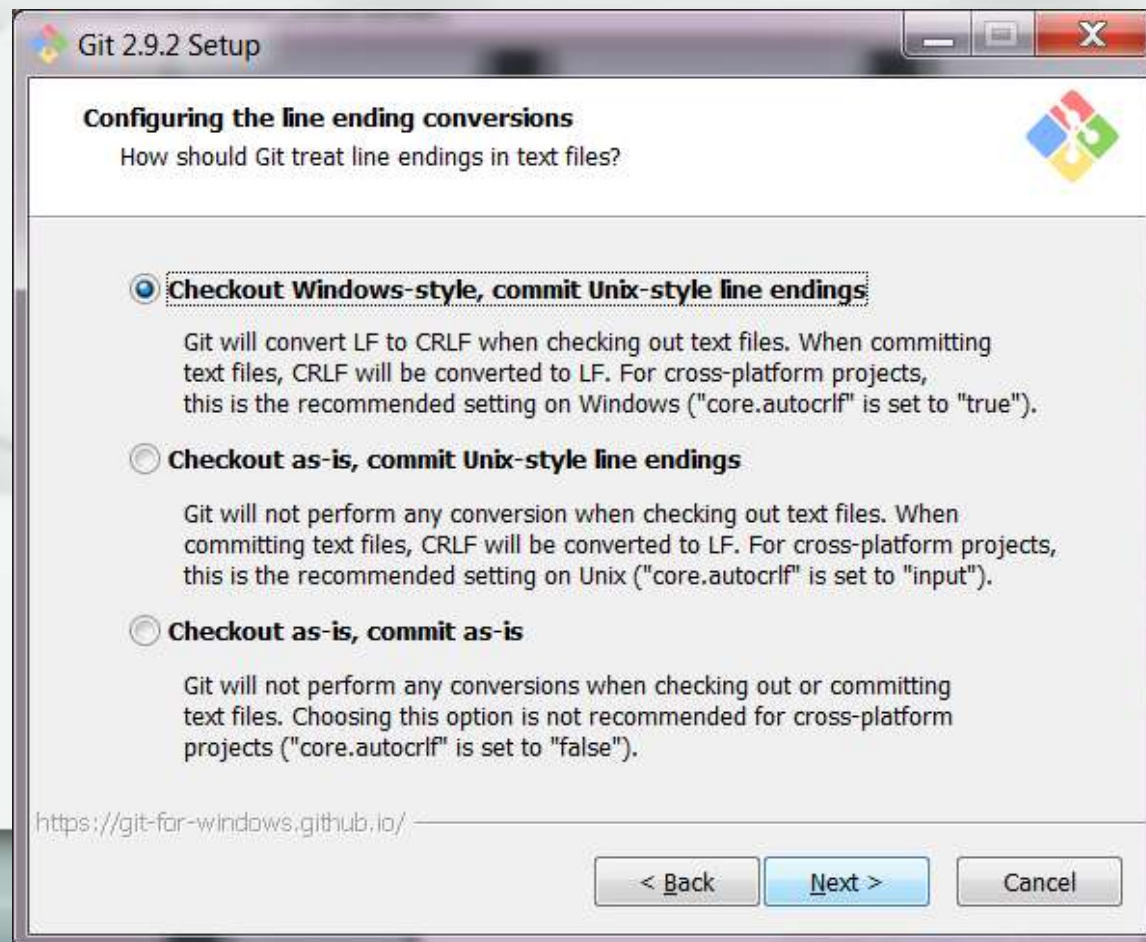 Git 2.9.2 Setup
Configuring the line ending conversions
How should Git treat line endings in text files?
Checkout Windows-style, commit Unix-style line endings
Git will convert LF to CRLF when checking out text files. When committing
text files, CRLF will be converted to LF. For cross-platform projects,
this is the recommended setting on Windows ("core.autocrlf" is set to "true").
Checkout as-is, commit Unix-style line endings
Git will not perform any conversion when checking out text files. When
committing text files, CRLF will be converted to LF. For cross-platform projects,
this is the recommended setting on Unix ("core.autocrlf" is set to "input").
Checkout as-is, commit as-is
Git will not perform any conversions when checking out or committing
text files. Choosing this option is not recommended for cross-platform
projects ("core.autocrlf" is set to "false").
https://git-for-windows.github.io/
< Back Next > Cancel